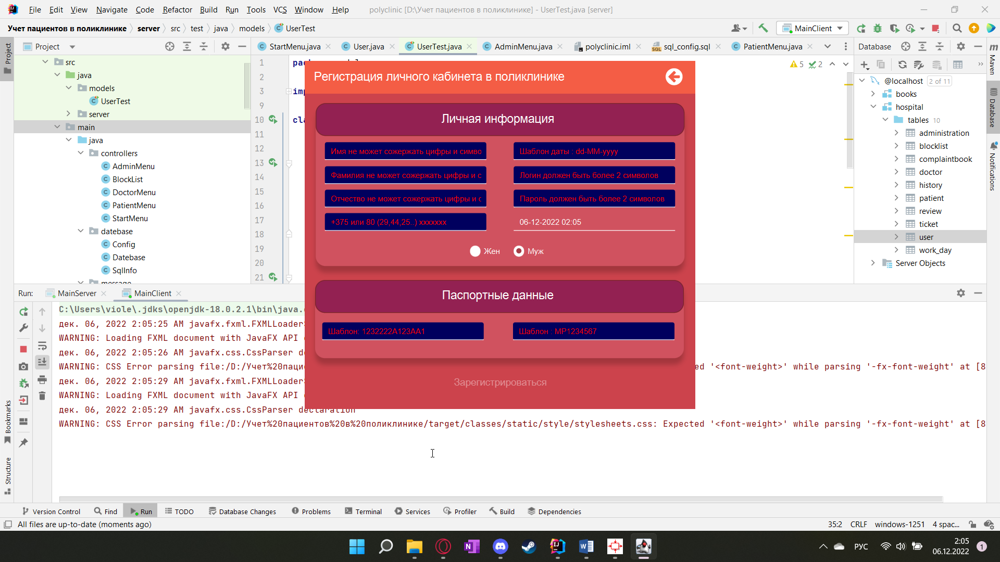 File Edit View Navigate Code Refactor Build Run Tools VCS Window Help polyclinic [D:\Учет пациентов в поликлинике] - UserTest.java [server]
Учет пациентов в поликлинике server src test java models UserTest MainClient
Project StartMenu.java User.java UserTest.java AdminMenu.java polyclinic.iml sql_config.sql PatientMenu.java Database
src
java
models
UserTest
server
main
java
controllers
AdminMenu
BlockList
DoctorMenu
PatientMenu
StartMenu
datebase
Config
Datebase
SqlInfo
1
2
3
9
10
11
12
13
14
15
16
17
18
19
20
21
5 2
Регистрация личного кабинета в поликлинике
Личная информация
Имя не может сожержать цифры и симво
Шаблон даты : dd-MM-yyyy
Фамилия не может сожержать цифры и с
Логин должен быть более 2 символов
Отчество не может сожержать цифры и с
Пароль должен быть более 2 символов
+375 или 80 (29,44,25..) xxxxxxx
06-12-2022 02:05
Жен Муж
Паспортные данные
Шаблон: 1232222A123AA1
Шаблон : MP1234567
Зарегистрироваться
@localhost 2 of 11
books
hospital
tables 10
administration
blocklist
complaintbook
doctor
history
patient
review
ticket
user
work_day
Server Objects
Maven
Database
Notifications
Project
Bookmarks
Structure
Run: MainServer MainClient
C:\Users\viole\.jdks\openjdk-18.0.2.1\bin\java.
дек. 06, 2022 2:05:25 AM javafx.fxml.FXMLLoader
WARNING: Loading FXML document with JavaFX API
дек. 06, 2022 2:05:26 AM javafx.css.CssParser de
WARNING: CSS Error parsing file:/D:/Учет%20пацие ed '<font-weight>' while parsing '-fx-font-weight' at [8
дек. 06, 2022 2:05:29 AM javafx.fxml.FXMLLoader
WARNING: Loading FXML document with JavaFX API
дек. 06, 2022 2:05:29 AM javafx.css.CssParser declaration
WARNING: CSS Error parsing file:/D:/Учет%20пациентов%20в%20поликлинике/target/classes/static/style/stylesheets.css: Expected '<font-weight>' while parsing '-fx-font-weight' at [8
Version Control Find Run TODO Database Changes Problems Terminal Services Profiler Build Dependencies
All files are up-to-date (moments ago) 35:2 CRLF windows-1251 4 spac...
РУС 2:05
06.12.2022 1